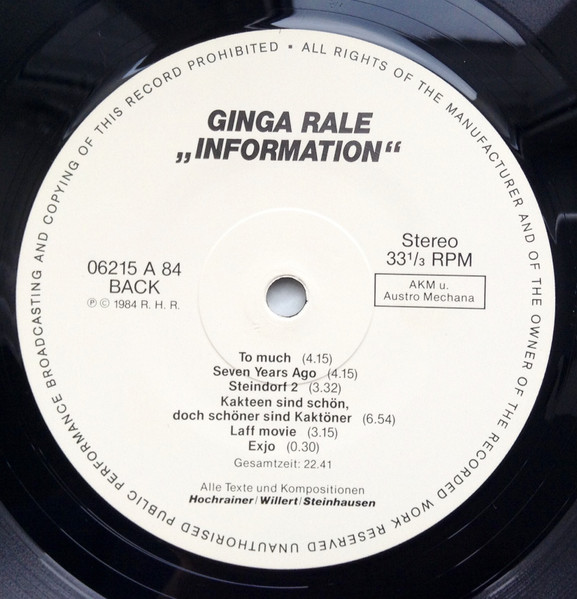 UNAUTHORISED PUBLIC PERFORMANCE BROADCASTING AND COPYING OF THIS RECORD PROHIBITED • ALL RIGHTS OF THE MANUFACTURER AND OF THE OWNER OF THE RECORDED WORK RESERVED
GINGA RALE
„INFORMATION“
06215 A 84
BACK
Ⓟ © 1984 R. H. R.
Stereo
33 1/3 RPM
AKM u.
Austro Mechana
To much (4.15)
Seven Years Ago (4.15)
Steindorf 2 (3.32)
Kakteen sind schön,
doch schöner sind Kaktöner (6.54)
Laff movie (3.15)
Exjo (0.30)
Gesamtzeit: 22.41
Alle Texte und Kompositionen
Hochrainer/Willert/Steinhausen